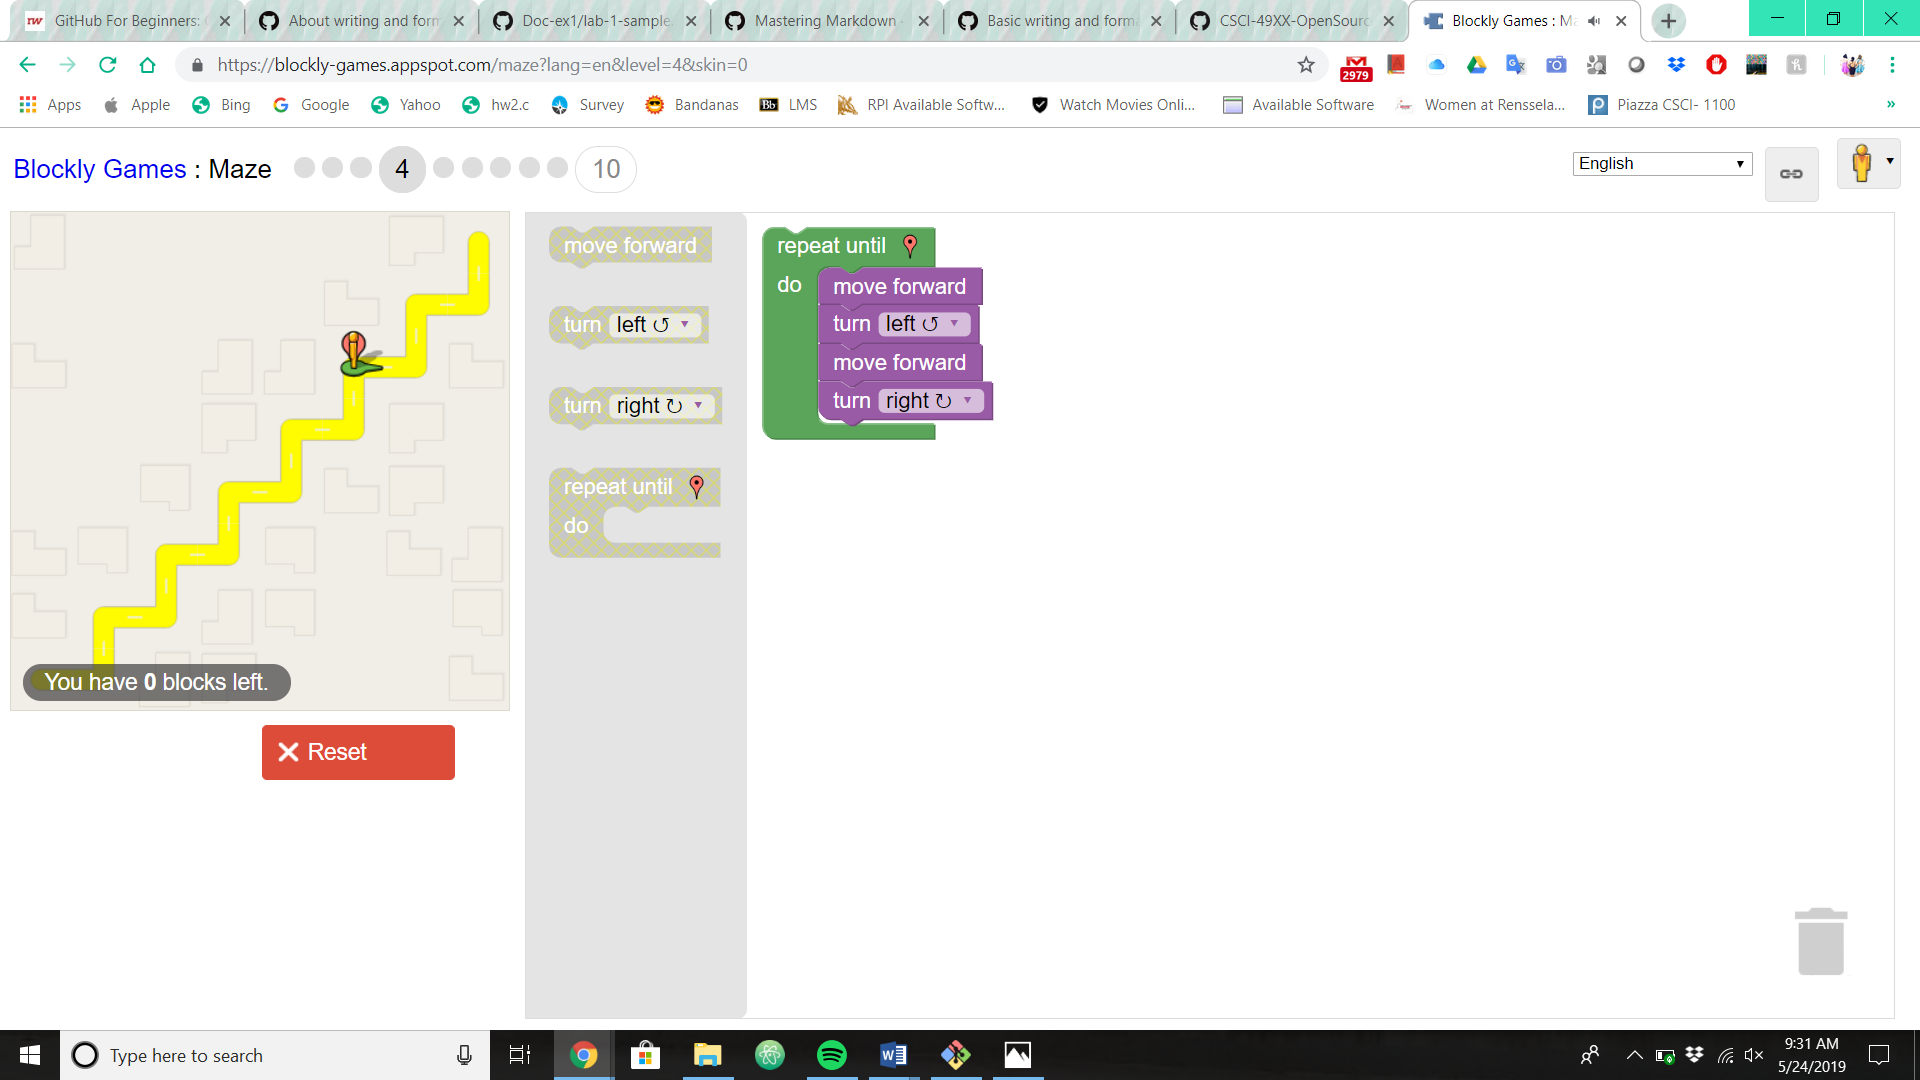 GitHub For Beginners:
About writing and form
Doc-ex1/lab-1-sample.
Mastering Markdown
Basic writing and forma
CSCI-49XX-OpenSourc
Blockly Games : Ma
https://blockly-games.appspot.com/maze?lang=en&level=4&skin=0
2979
Apps
Apple
Bing
Google
Yahoo
hw2.c
Survey
Bandanas
Bb LMS
RPI Available Softw...
Watch Movies Onli...
Available Software
Women at Renssela...
Piazza CSCI- 1100
»
Blockly Games : Maze
4
10
English
move forward
turn left ↺
turn right ↻
repeat until
do
repeat until
do
move forward
turn left ↺
move forward
turn right ↻
You have 0 blocks left.
Reset
Type here to search
9:31 AM
5/24/2019